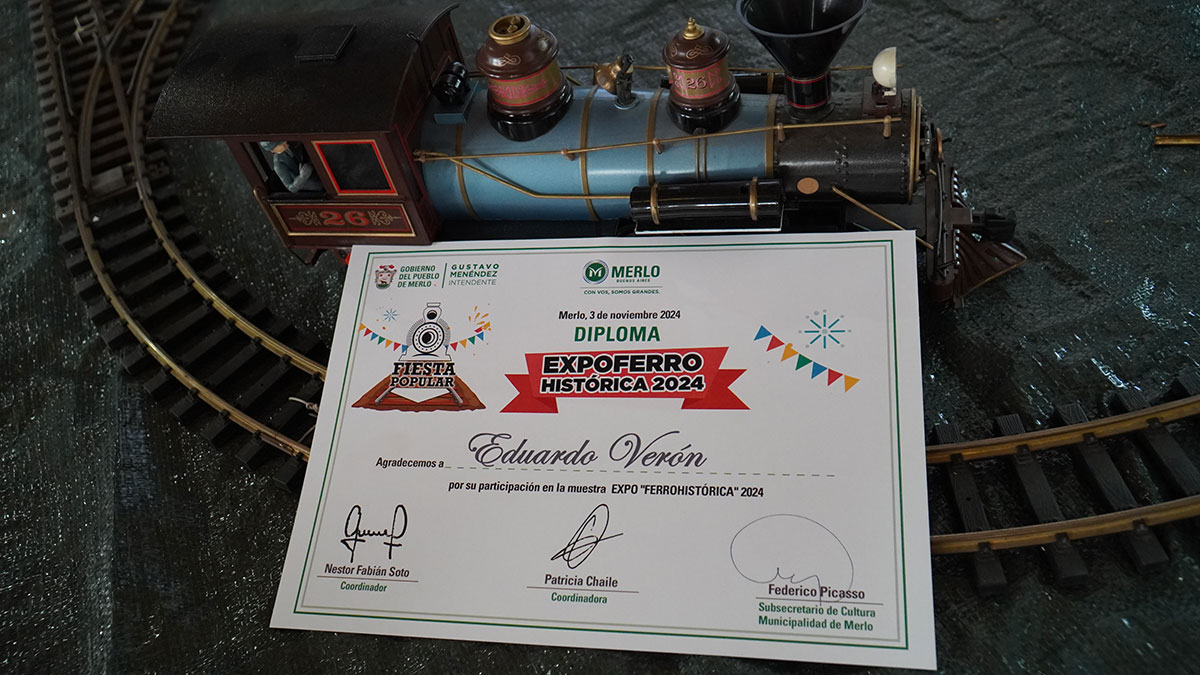 26
26
GOBIERNO
DEL PUEBLO
DE MERLO
GUSTAVO
MENÉNDEZ
INTENDENTE
MERLO
BUENOS AIRES
CON VOS, SOMOS GRANDES.
Merlo, 3 de noviembre 2024
DIPLOMA
EXPOFERRO
HISTÓRICA 2024
FIESTA
POPULAR
Agradecemos a Eduardo Verón
por su participación en la muestra EXPO "FERROHISTÓRICA" 2024
Nestor Fabián Soto
Coordinador
Patricia Chaile
Coordinadora
Federico Picasso
Subsecretario de Cultura
Municipalidad de Merlo